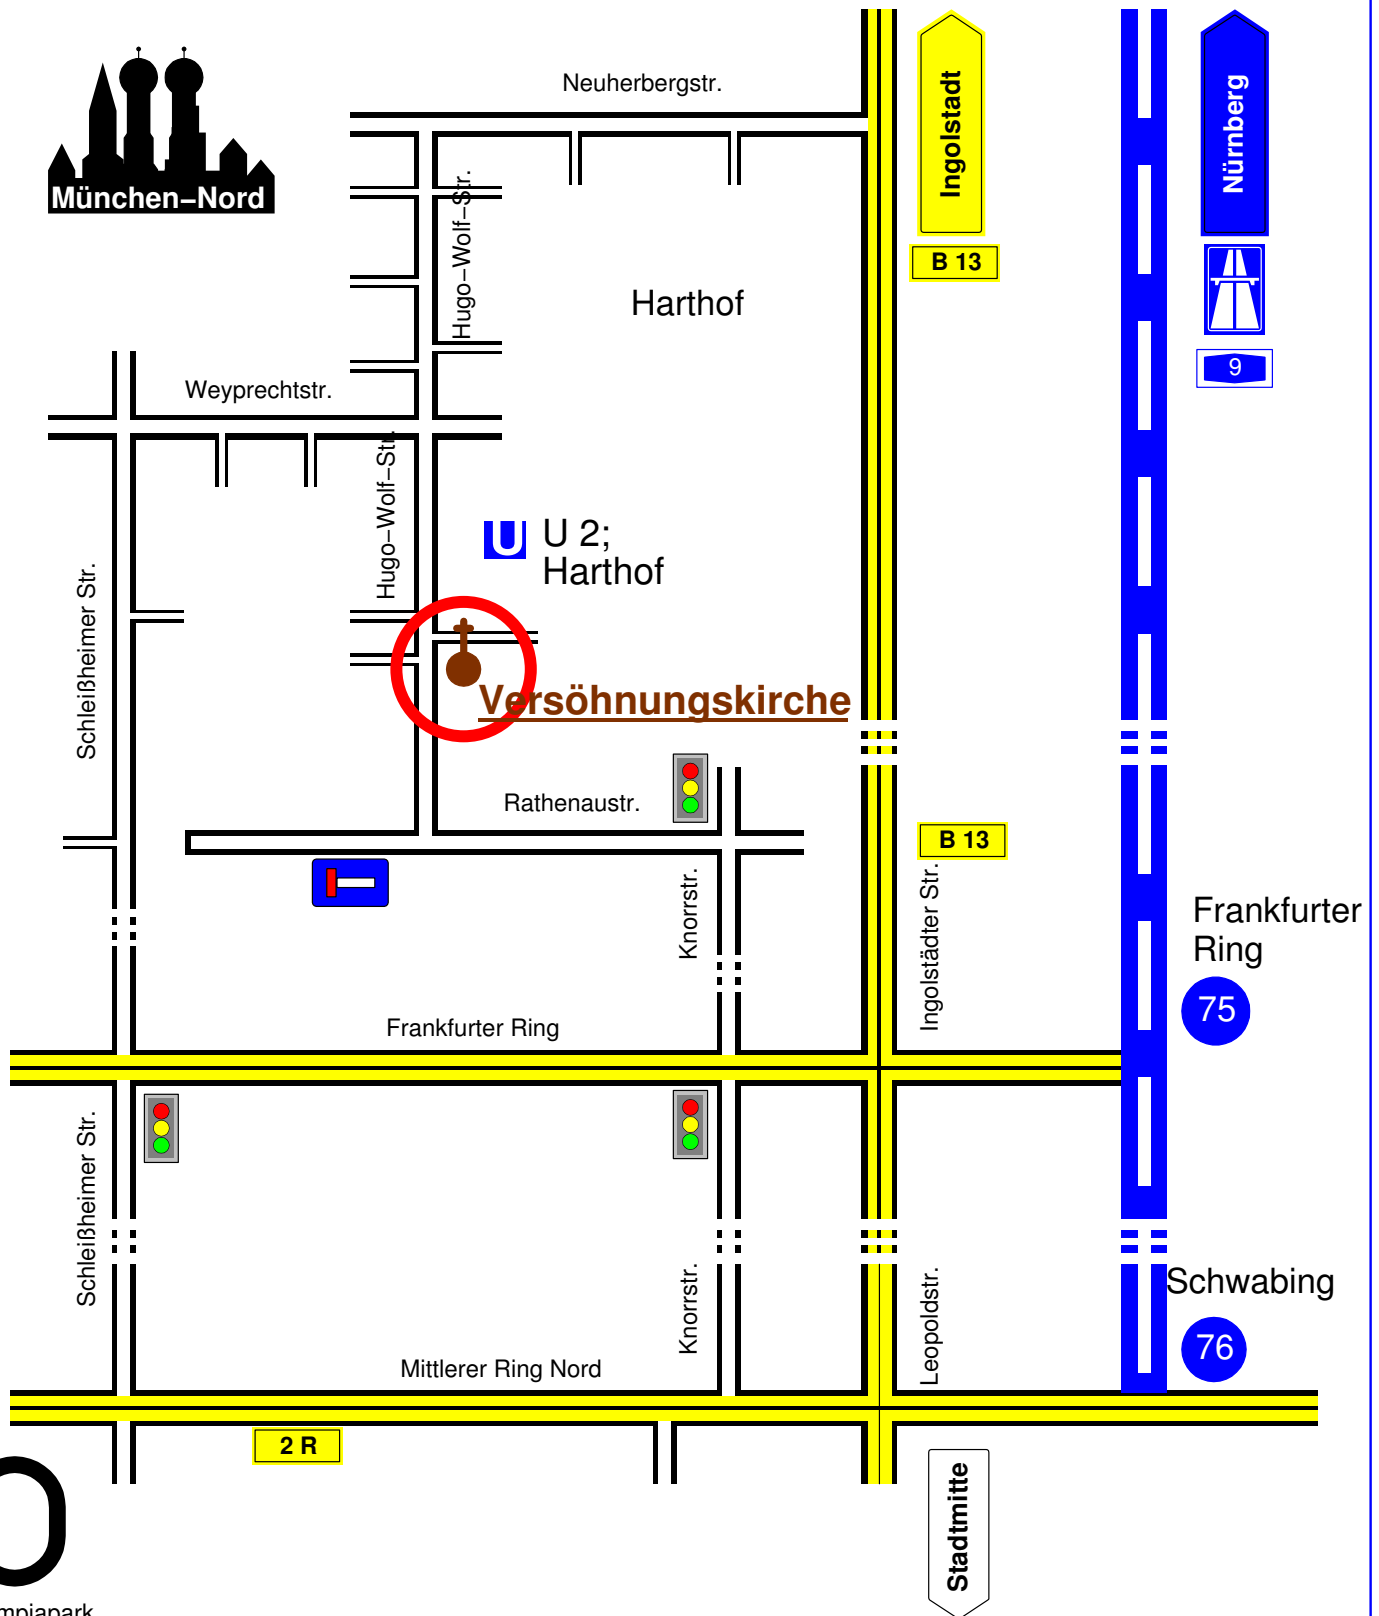 Neuherbergstr.
Ingolstadt
Nürnberg
München–Nord
Hugo–Wolf–Str.
B 13
Harthof
9
Weyprechtstr.
Hugo–Wolf–Str.
U
U 2;
Harthof
Schleißheimer Str.
Versöhnungskirche
Rathenaustr.
B 13
Knorrstr.
Ingolstädter Str.
Frankfurter
Ring
75
Frankfurter Ring
Schleißheimer Str.
Knorrstr.
Leopoldstr.
Schwabing
76
Mittlerer Ring Nord
2 R
Stadtmitte
mpiapark